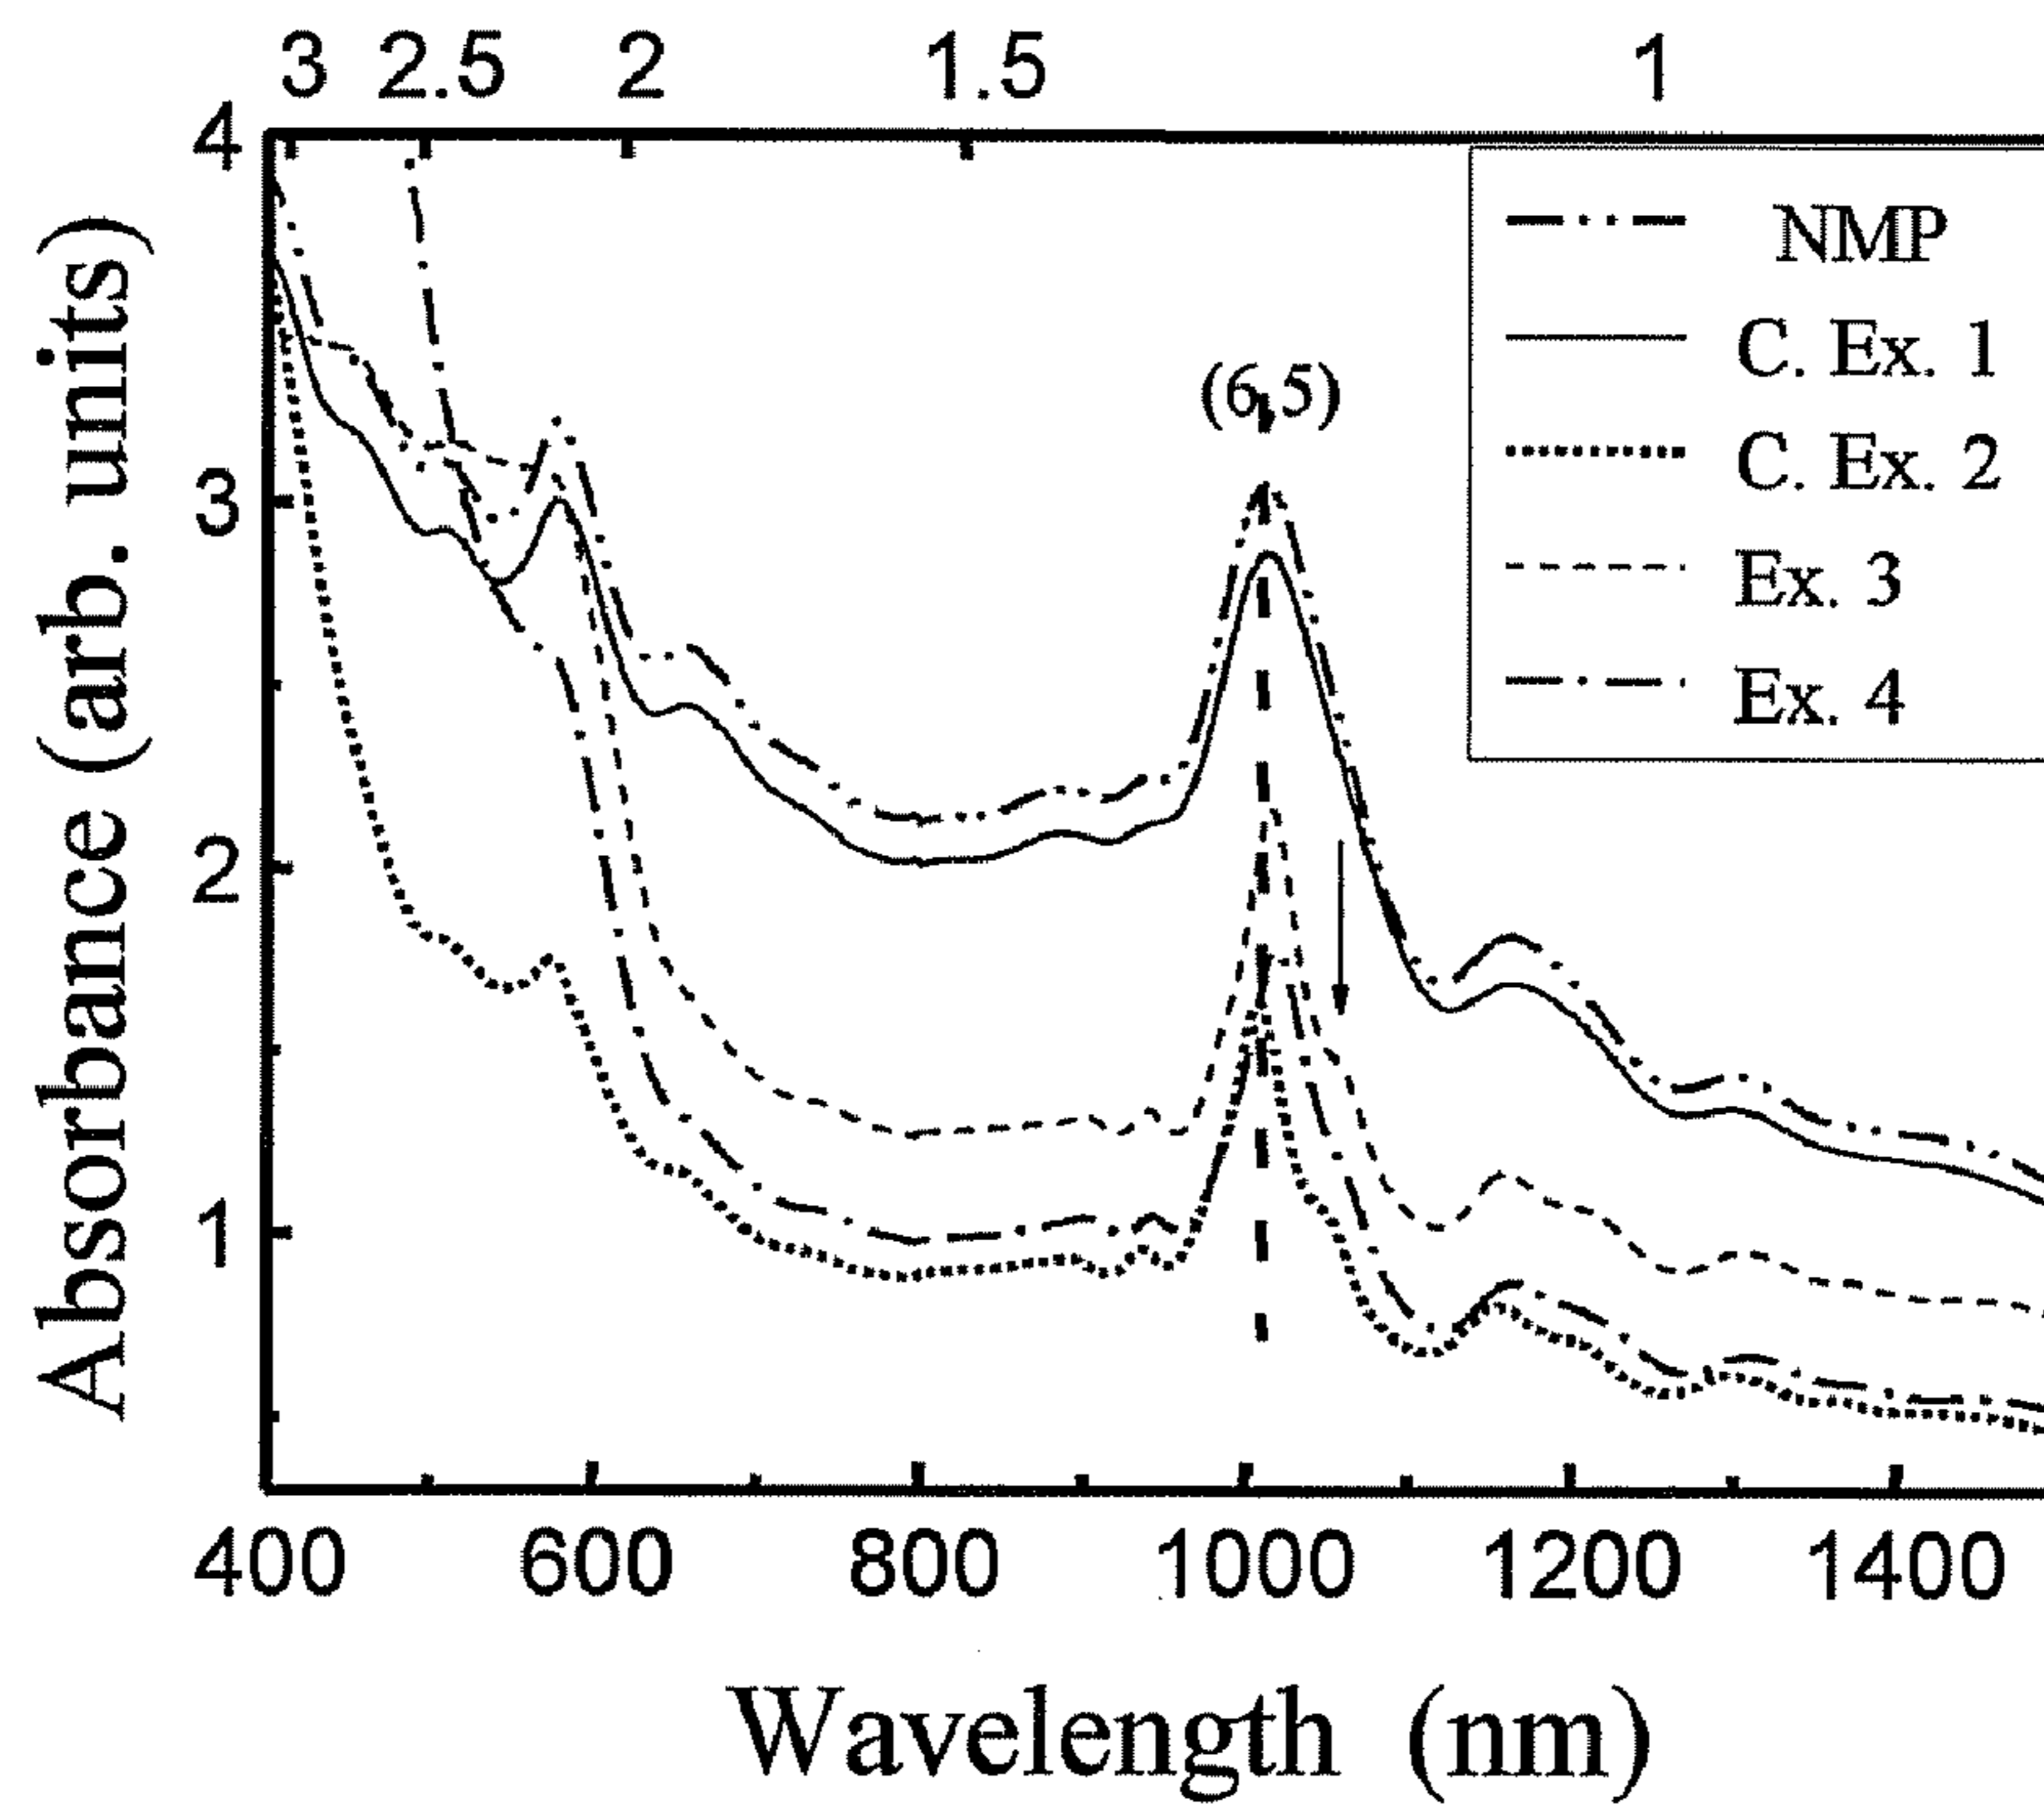 3 2.5 2 1.5 1
4
3
2
1
Absorbance (arb. units)
(6,5)
NMP
C. Ex. 1
C. Ex. 2
Ex. 3
Ex. 4
400 600 800 1000 1200 1400
Wavelength (nm)